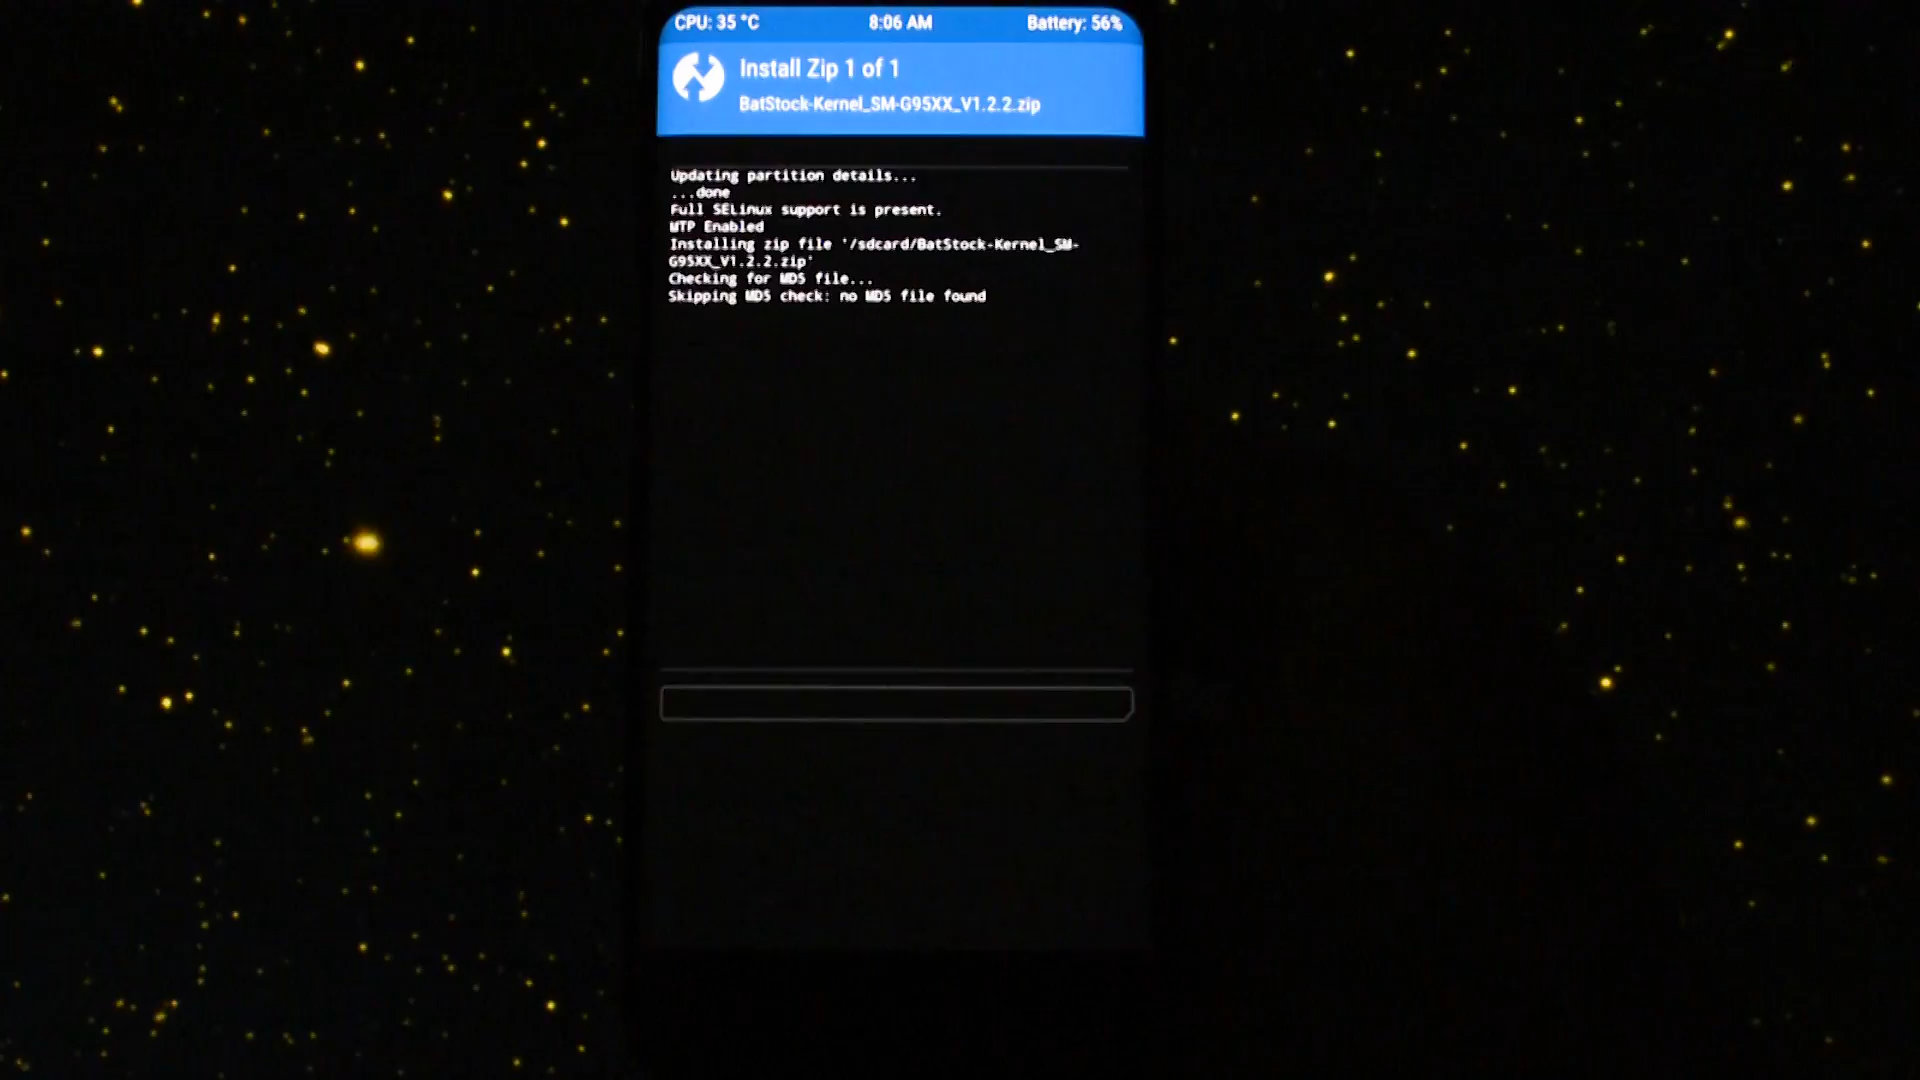 CPU: 35 °C 8:06 AM Battery: 56%
Install Zip 1 of 1
BatStock-Kernel_SM-G95XX_V1.2.2.zip
Updating partition details...
...done
Full SELinux support is present.
MTP Enabled
Installing zip file '/sdcard/BatStock-Kernel_SM-
G95XX_V1.2.2.zip'
Checking for MD5 file...
Skipping MD5 check: no MD5 file found